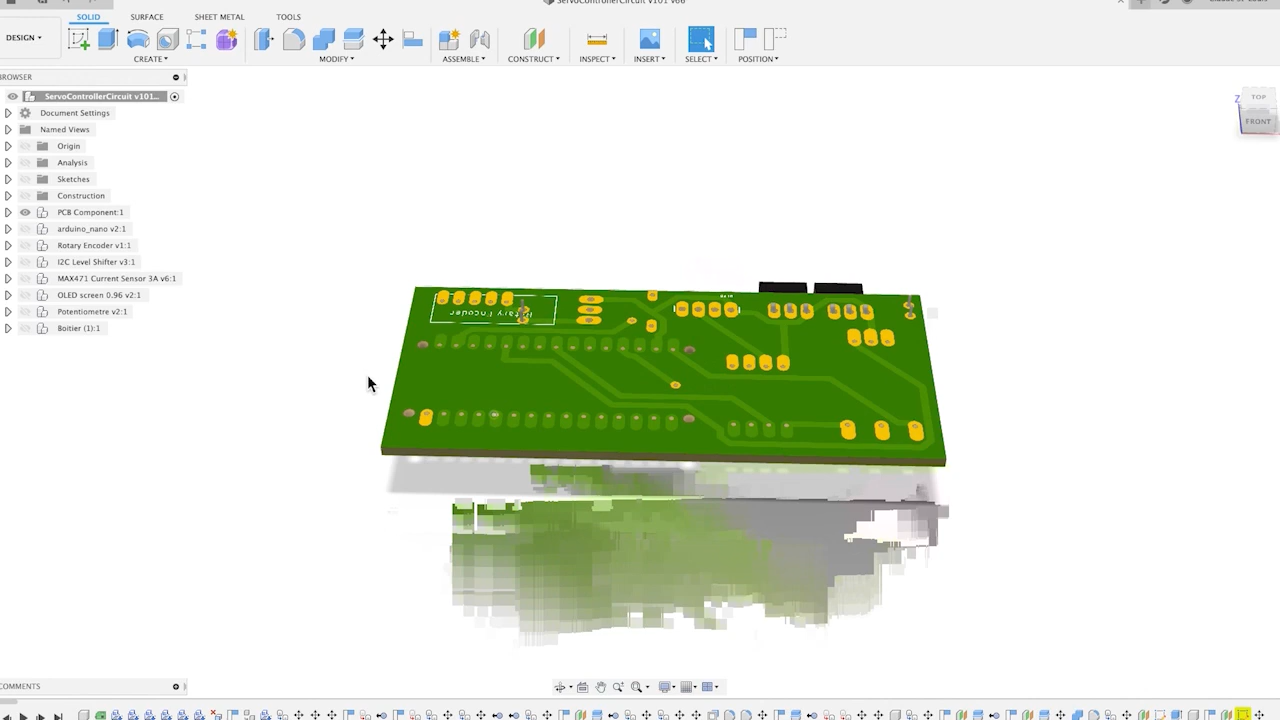 ServoControllerCircuit v101 v66
SOLID SURFACE SHEET METAL TOOLS
DESIGN
CREATE MODIFY ASSEMBLE CONSTRUCT INSPECT INSERT SELECT POSITION
BROWSER
ServoControllerCircuit v101...
Document Settings
Named Views
Origin
Analysis
Sketches
Construction
PCB Component:1
arduino_nano v2:1
Rotary Encoder v1:1
I2C Level Shifter v3:1
MAX471 Current Sensor 3A v6:1
OLED screen 0.96 v2:1
Potentiometre v2:1
Boitier (1):1
Z
TOP
FRONT
COMMENTS